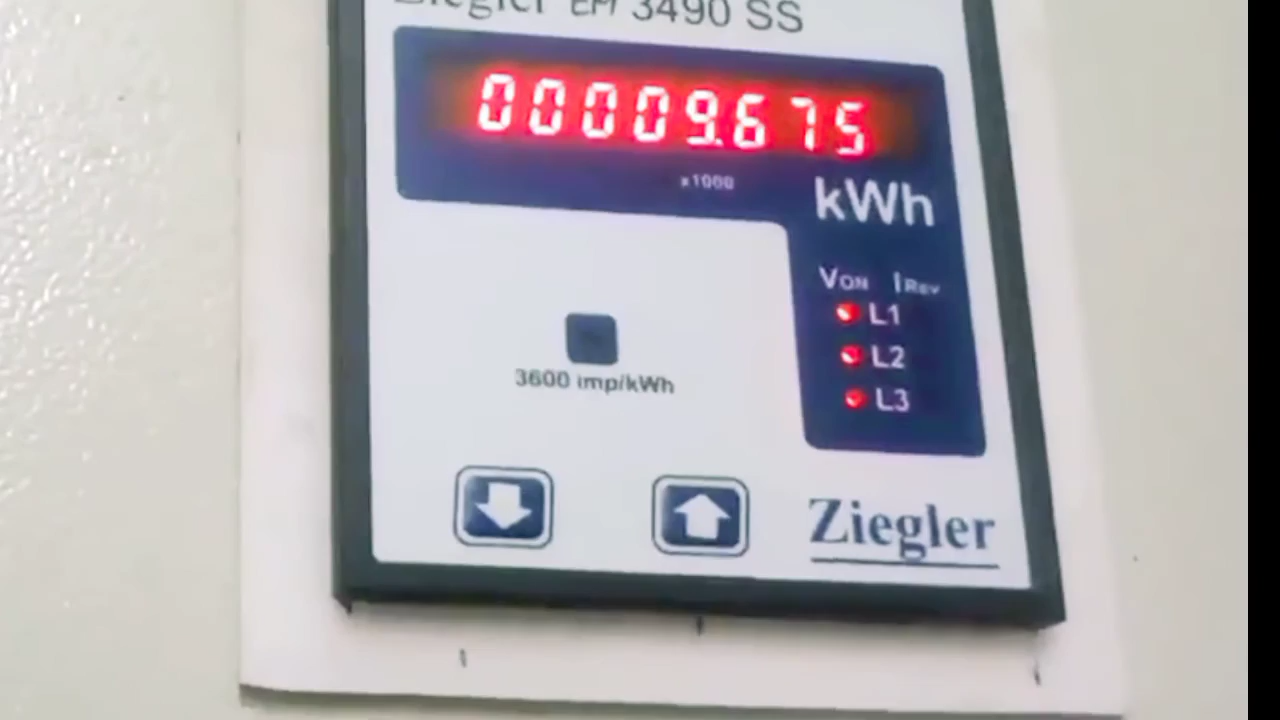 Ziegler EM 3490 SS
00009.675
x1000
kWh
VON IRev
L1
L2
L3
3600 imp/kWh
Ziegler